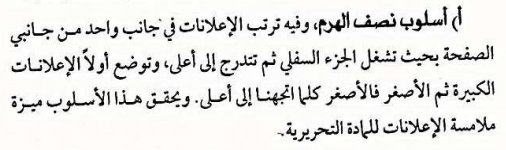 أ) أسلوب نصف الهرم، وفيه ترتب الإعلانات في جانب واحد من جانبي
الصفحة بحيث تشغل الجزء السفلي ثم تتدرج إلى أعلى، وتوضع أولاً الإعلانات
الكبيرة ثم الأصغر فالأصغر كلما اتجهنا إلى أعلى. ويحقق هذا الأسلوب ميزة
ملامسة الإعلانات للمادة التحريرية.